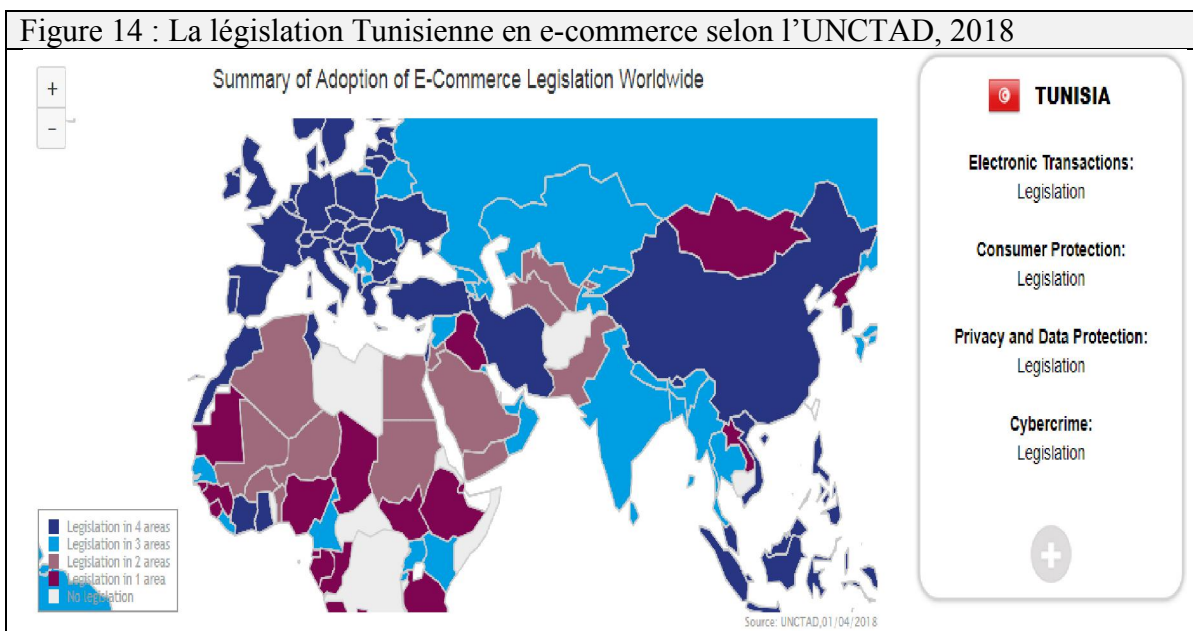 Figure 14 : La législation Tunisienne en e-commerce selon l’UNCTAD, 2018
+
−
Summary of Adoption of E-Commerce Legislation Worldwide
Legislation in 4 areas
Legislation in 3 areas
Legislation in 2 areas
Legislation in 1 area
No legislation
Source: UNCTAD,01/04/2018
TUNISIA
Electronic Transactions:
Legislation
Consumer Protection:
Legislation
Privacy and Data Protection:
Legislation
Cybercrime:
Legislation
+